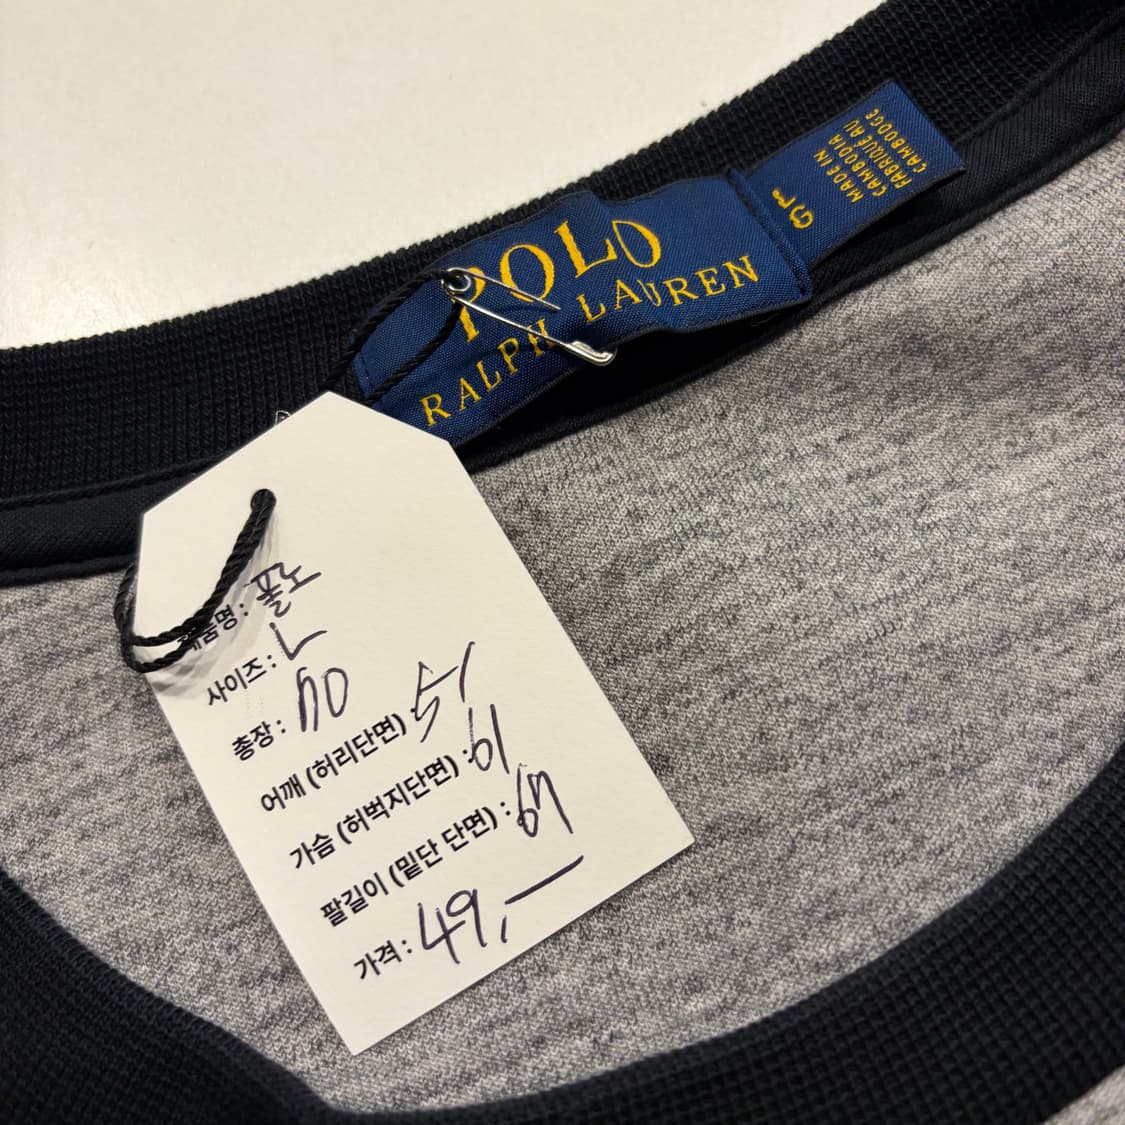 POLO
RALPH LAUREN
G
MADE IN
CAMBODIA
FABRIQUÉ AU
CAMBODGE
제품명 : 폴로
사이즈 : L
총장 : 70
어깨 (허리단면) : 51
가슴 (허벅지단면) : 61
팔길이 (밑단 단면) : 67
가격 : 49,—